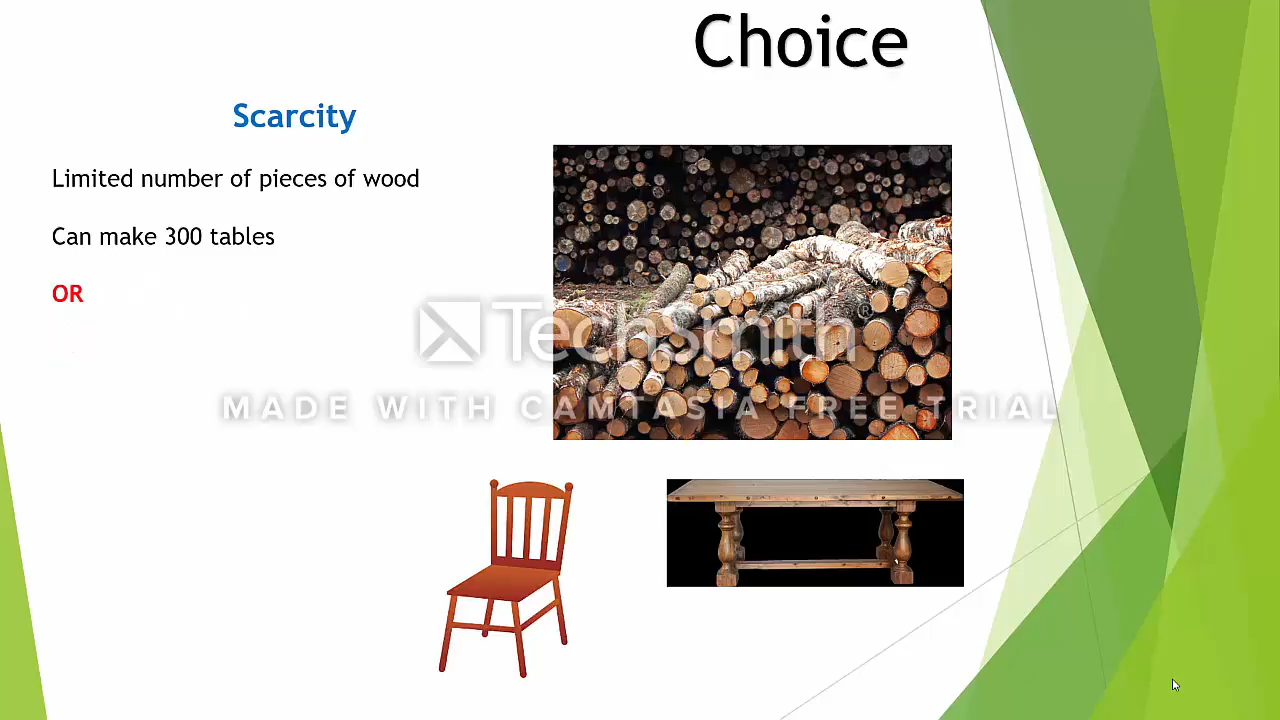 Choice
Scarcity
Limited number of pieces of wood
Can make 300 tables
OR
TechSmith®
MADE WITH CAMTASIA FREE TRIAL